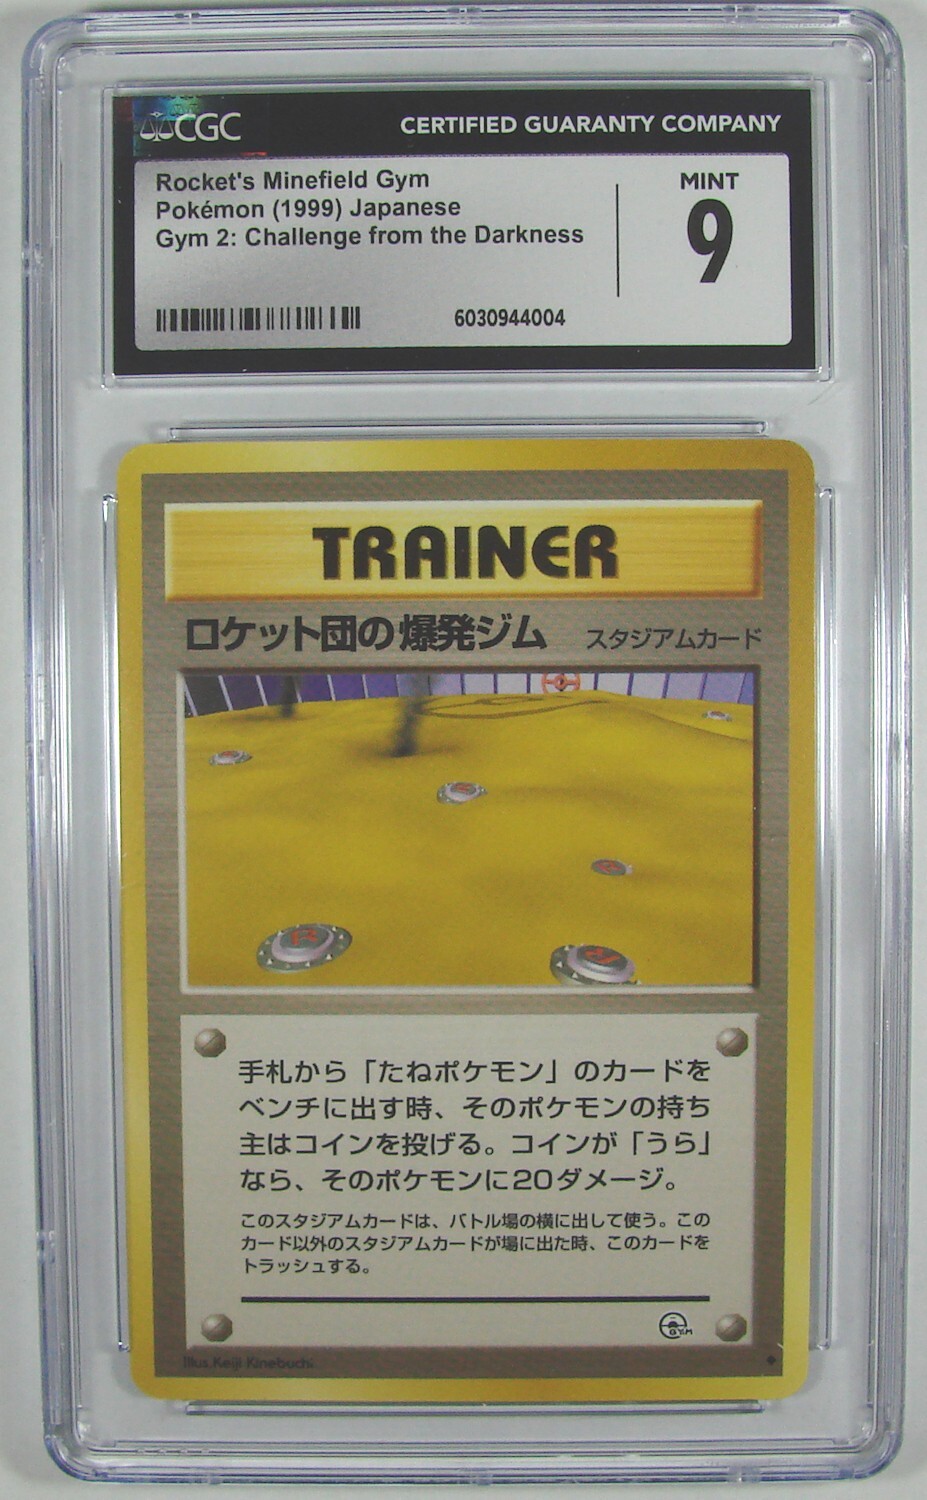 CGC
CERTIFIED GUARANTY COMPANY
Rocket's Minefield Gym
Pokémon (1999) Japanese
Gym 2: Challenge from the Darkness
MINT
9
6030944004
TRAINER
ロケット団の爆発ジム スタジアムカード
手札から「たねポケモン」のカードを
ベンチに出す時、そのポケモンの持ち
主はコインを投げる。コインが「うら」
なら、そのポケモンに20ダメージ。
このスタジアムカードは、バトル場の横に出して使う。この
カード以外のスタジアムカードが場に出た時、このカードを
トラッシュする。
GYM
Illus. Keiji Kinebuchi